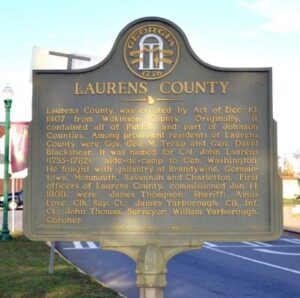 GEORGIA
1776
LAURENS COUNTY
Laurens County was created by Act of Dec. 10,
1807 from Wilkinson County. Originally, it
contained all of Pulaski and part of Johnson
Counties. Among prominent residents of Laurens
County were Gov. Geo. M. Troup and Gen. David
Blackshear. It was named for Col. John Laurens
(1755-1782), aide-de-camp to Gen. Washington.
He fought with gallantry at Brandywine, German-
town, Monmouth, Savannah and Charleston. First
officers of Laurens County, commissioned Jan. 14,
1808, were: James Thompson, Sheriff; Amos
Love, Clk. Sup. Ct.; James Yarborough, Clk. Inf.
Ct.; John Thomas, Surveyor; William Yarborough,
Coroner.